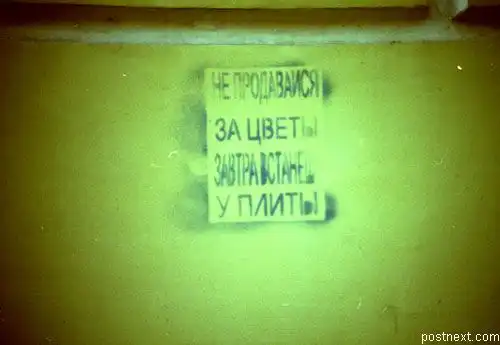 НЕ ПРОДАВАЙСЯ
ЗА ЦВЕТЫ
ЗАВТРА ВСТАНЕШ
У ПЛИТЫ
postnext.com